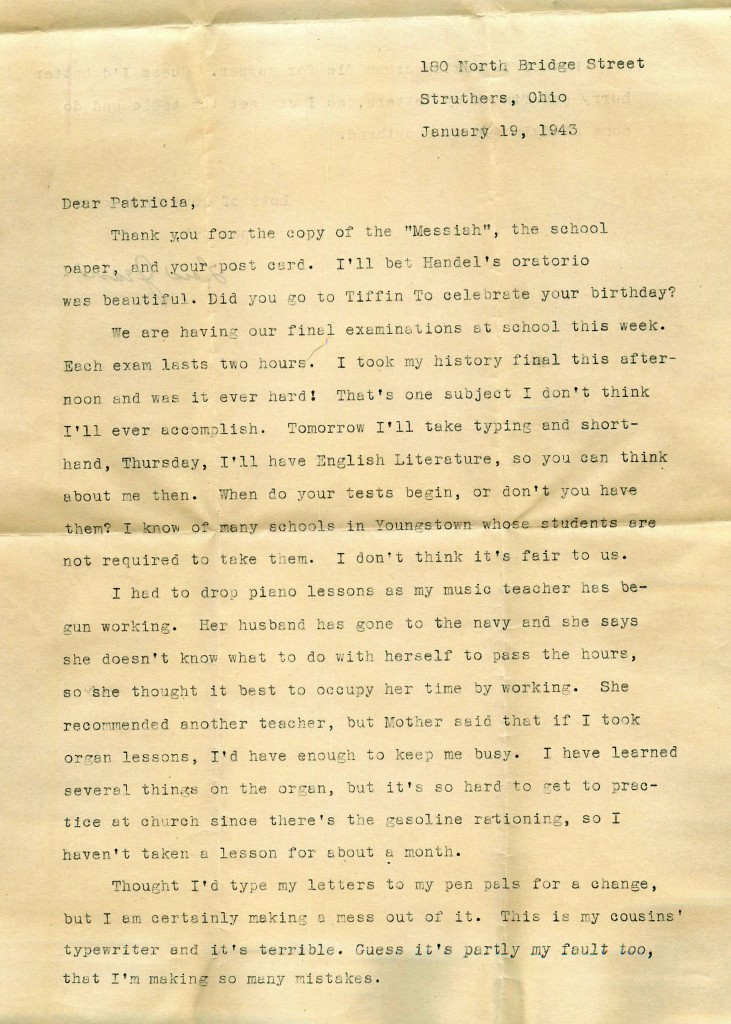 180 North Bridge Street
Struthers, Ohio
January 19, 1943
Dear Patricia,
Thank you for the copy of the "Messiah", the school
paper, and your post card. I'll bet Handel's oratorio
was beautiful. Did you go to Tiffin To celebrate your birthday?
We are having our final examinations at school this week.
Each exam lasts two hours. I took my history final this after-
noon and was it ever hard! That's one subject I don't think
I'll ever accomplish. Tomorrow I'll take typing and short-
hand, Thursday, I'll have English Literature, so you can think
about me then. When do your tests begin, or don't you have
them? I know of many schools in Youngstown whose students are
not required to take them. I don't think it's fair to us.
I had to drop piano lessons as my music teacher has be-
gun working. Her husband has gone to the navy and she says
she doesn't know what to do with herself to pass the hours,
so she thought it best to occupy her time by working. She
recommended another teacher, but Mother said that if I took
organ lessons, I'd have enough to keep me busy. I have learned
several things on the organ, but it's so hard to get to prac-
tice at church since there's the gasoline rationing, so I
haven't taken a lesson for about a month.
Thought I'd type my letters to my pen pals for a change,
but I am certainly making a mess out of it. This is my cousins'
typewriter and it's terrible. Guess it's partly my fault too,
that I'm making so many mistakes.